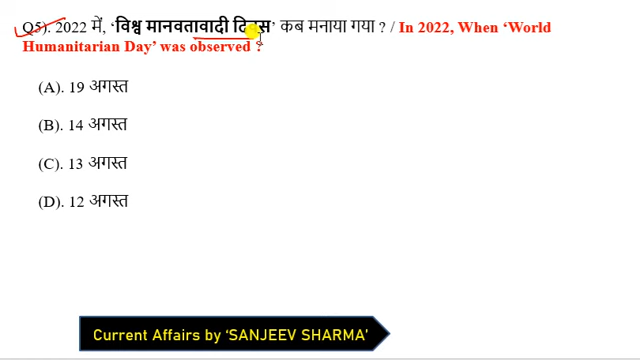 Q5). 2022 में, ‘विश्व मानवतावादी दिवस’ कब मनाया गया ? / In 2022, When ‘World
Humanitarian Day’ was observed ?
(A). 19 अगस्त
(B). 14 अगस्त
(C). 13 अगस्त
(D). 12 अगस्त
Current Affairs by ‘SANJEEV SHARMA’